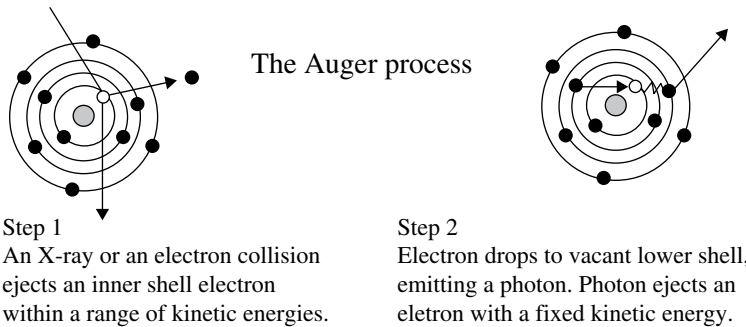 The Auger process
Step 1
An X-ray or an electron collision
ejects an inner shell electron
within a range of kinetic energies.
Step 2
Electron drops to vacant lower shell,
emitting a photon. Photon ejects an
eletron with a fixed kinetic energy.